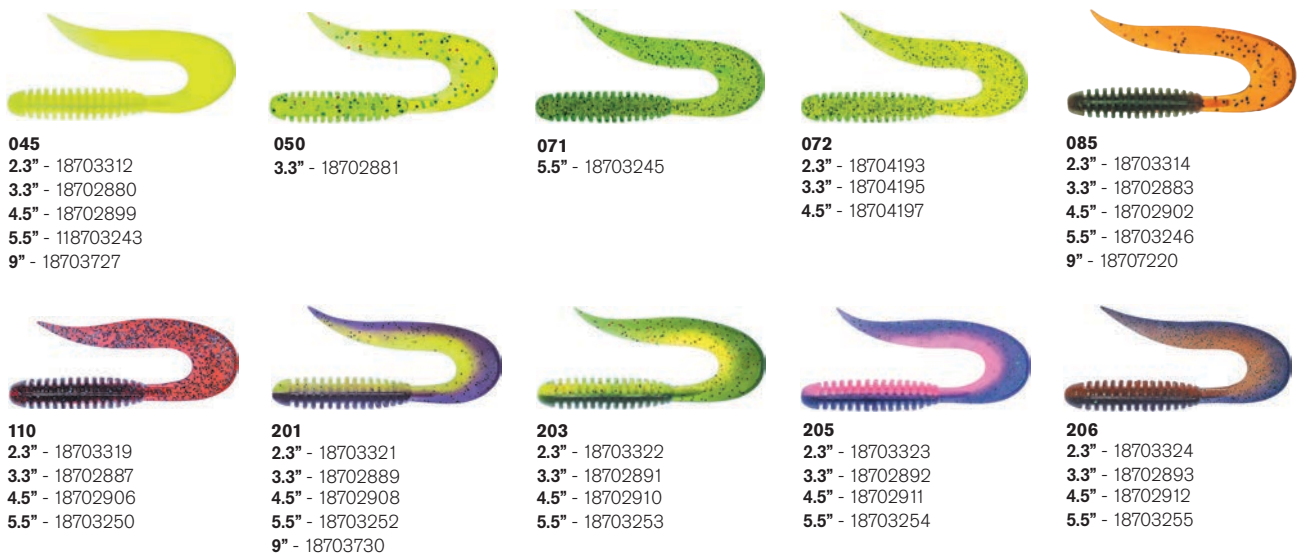 045
2.3” - 18703312
3.3” - 18702880
4.5” - 18702899
5.5” - 118703243
9” - 18703727
050
3.3” - 18702881
071
5.5” - 18703245
072
2.3” - 18704193
3.3” - 18704195
4.5” - 18704197
085
2.3” - 18703314
3.3” - 18702883
4.5” - 18702902
5.5” - 18703246
9” - 18707220
110
2.3” - 18703319
3.3” - 18702887
4.5” - 18702906
5.5” - 18703250
201
2.3” - 18703321
3.3” - 18702889
4.5” - 18702908
5.5” - 18703252
9” - 18703730
203
2.3” - 18703322
3.3” - 18702891
4.5” - 18702910
5.5” - 18703253
205
2.3” - 18703323
3.3” - 18702892
4.5” - 18702911
5.5” - 18703254
206
2.3” - 18703324
3.3” - 18702893
4.5” - 18702912
5.5” - 18703255